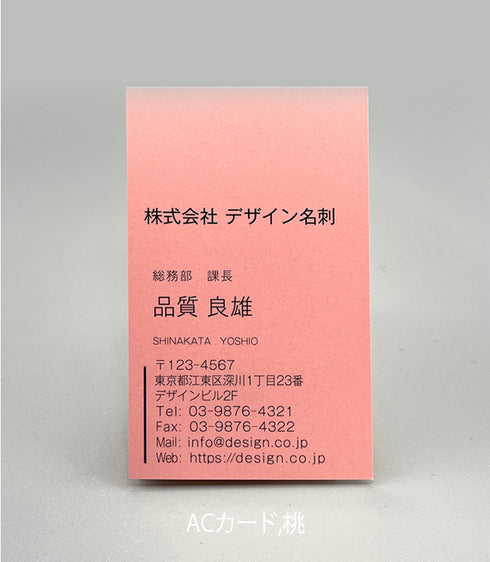 株式会社 デザイン名刺
総務部　課長
品質 良雄
SHINAKATA YOSHIO
〒123-4567
東京都江東区深川1丁目23番
デザインビル2F
Tel: 03-9876-4321
Fax: 03-9876-4322
Mail: info@design.co.jp
Web: https://design.co.jp
ACカード,桃